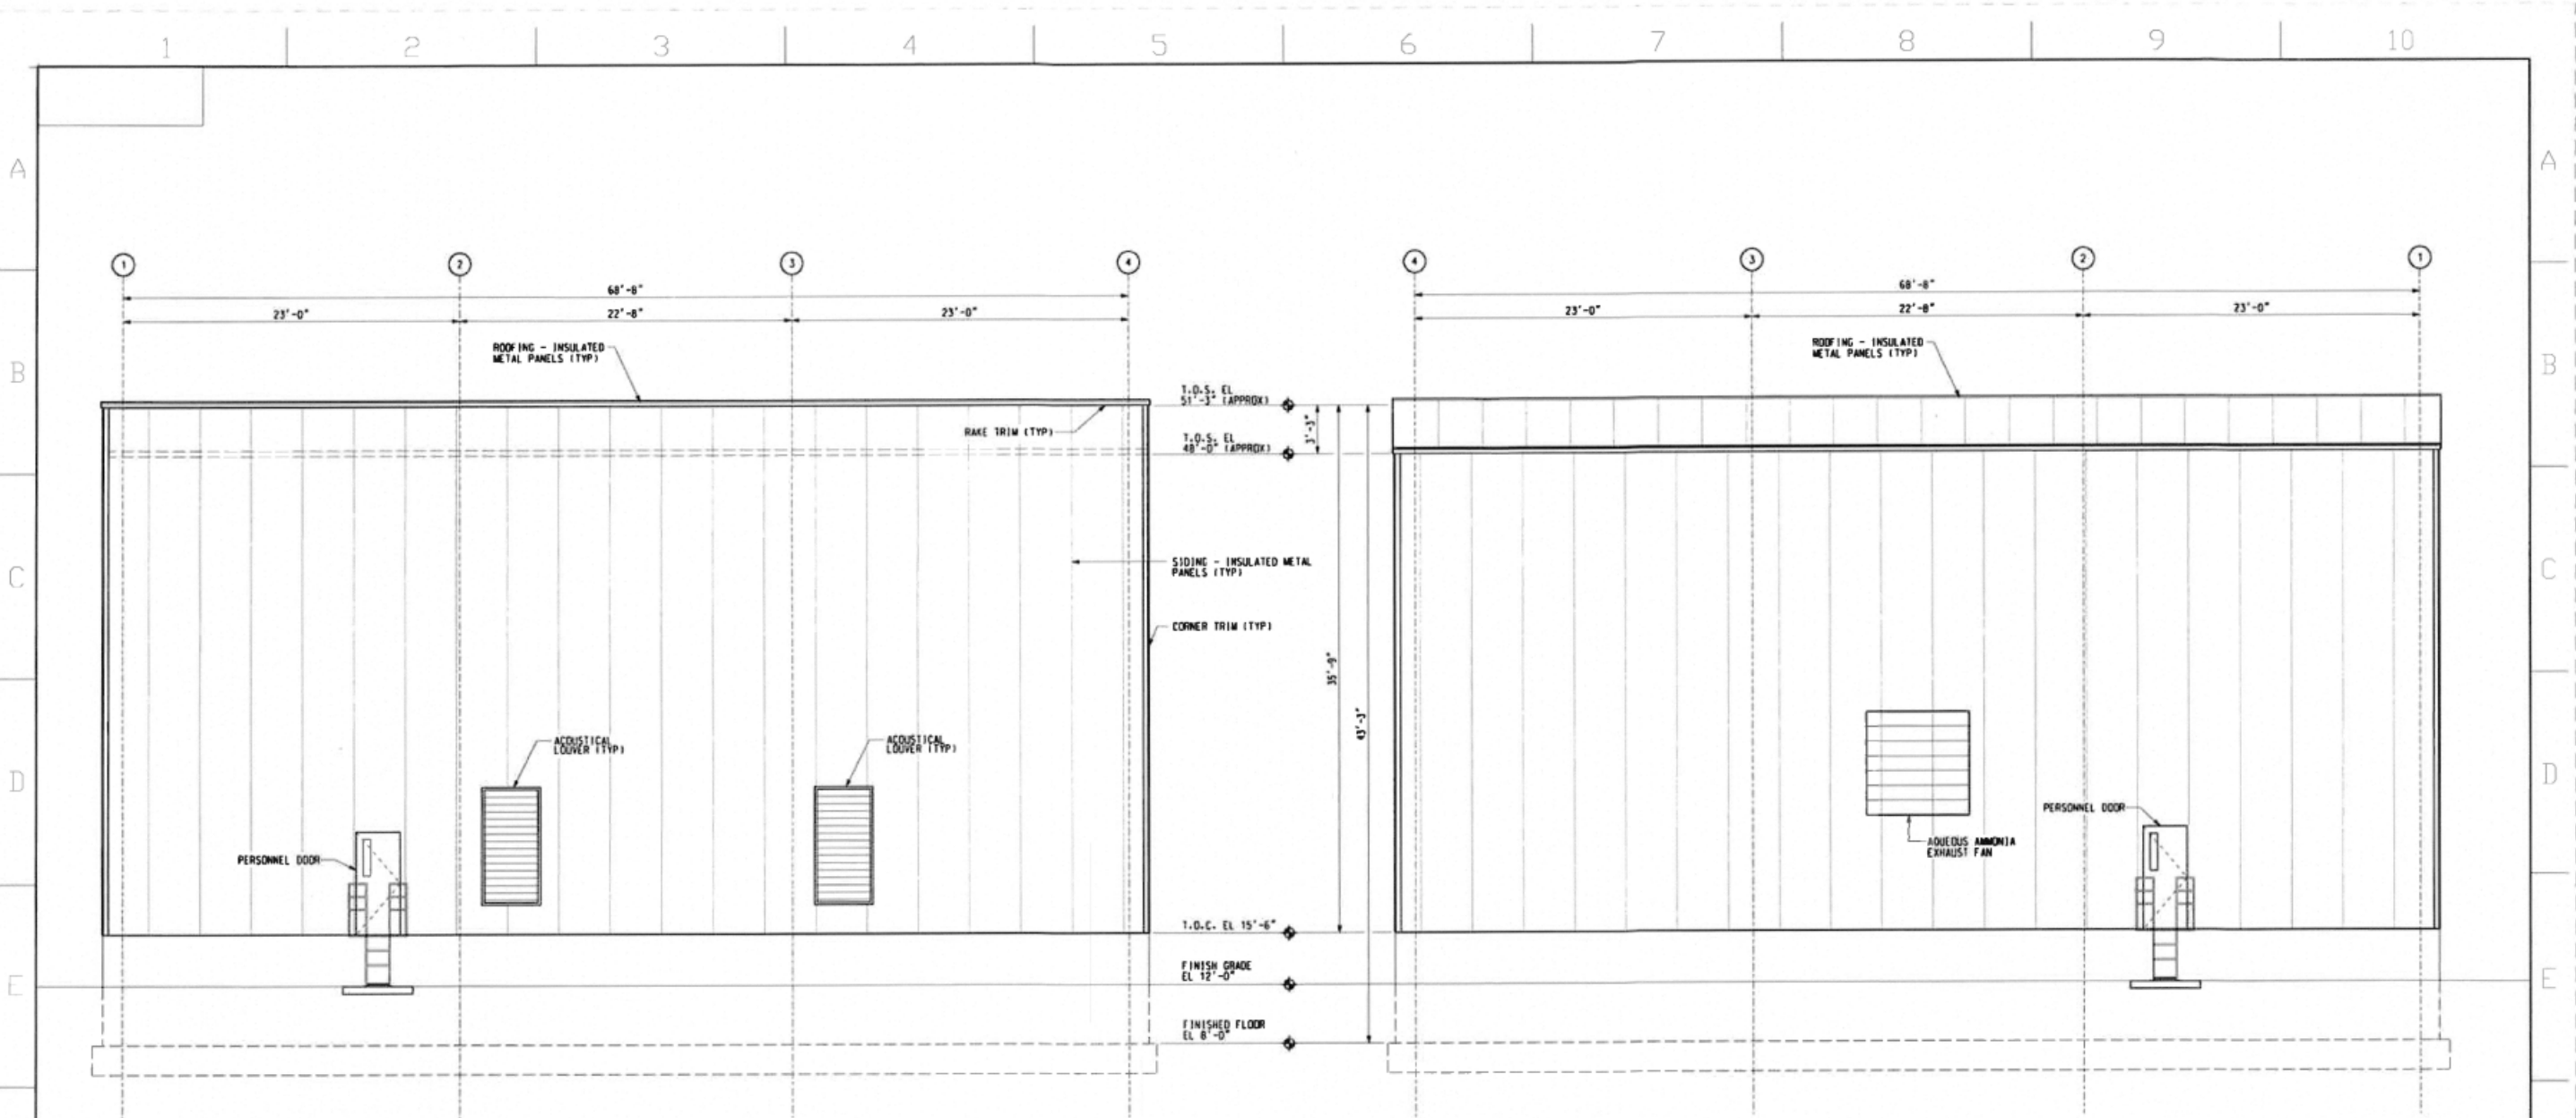 1 2 3 4 5 6 7 8 9 10
A A
1 2 3 4 4 3 2 1
68'-8" 68'-8"
23'-0" 22'-8" 23'-0" 23'-0" 22'-8" 23'-0"
B B
ROOFING - INSULATED
METAL PANELS (TYP)
ROOFING - INSULATED
METAL PANELS (TYP)
T.O.S. EL
51'-3" (APPROX)
RAKE TRIM (TYP)
3'-3"
T.O.S. EL
48'-0" (APPROX)
C C
SIDING - INSULATED METAL
PANELS (TYP)
CORNER TRIM (TYP)
35'-9"
43'-3"
D D
ACOUSTICAL
LOUVER (TYP)
ACOUSTICAL
LOUVER (TYP)
PERSONNEL DOOR
PERSONNEL DOOR
AQUEOUS AMMONIA
EXHAUST FAN
T.O.C. EL 15'-6"
FINISH GRADE
EL 12'-0"
E E
FINISHED FLOOR
EL 8'-0"